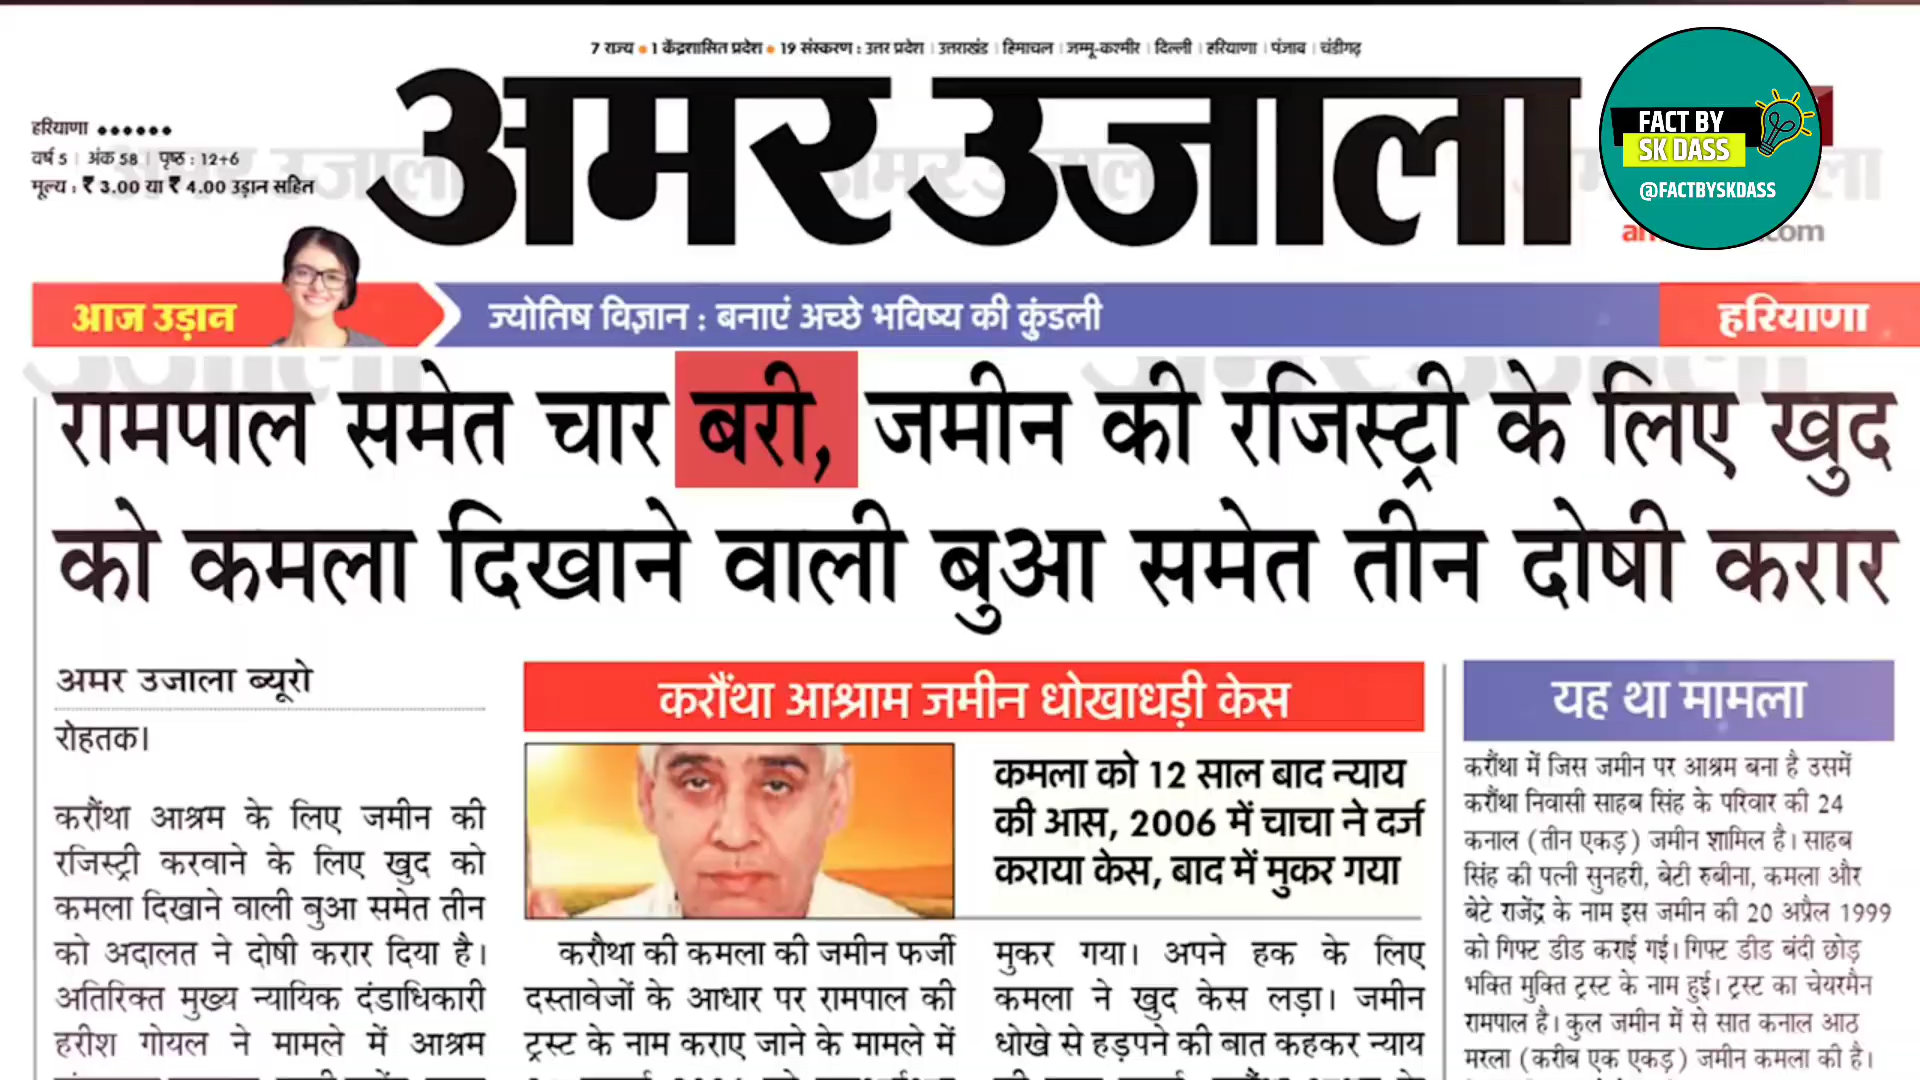 7 राज्य • 1 केंद्रशासित प्रदेश • 19 संस्करण : उत्तर प्रदेश | उत्तराखंड | हिमाचल | जम्मू-कश्मीर | दिल्ली | हरियाणा | पंजाब | चंडीगढ़
अमर उजाला
हरियाणा
वर्ष 5 | अंक 58 | पृष्ठ : 12+6
मूल्य : ₹ 3.00 या ₹ 4.00 उड़ान सहित
FACT BY
SK DASS
@FACTBYSKDASS
आज उड़ान
ज्योतिष विज्ञान : बनाएं अच्छे भविष्य की कुंडली
हरियाणा
रामपाल समेत चार बरी, जमीन की रजिस्ट्री के लिए खुद
को कमला दिखाने वाली बुआ समेत तीन दोषी करार
अमर उजाला ब्यूरो
रोहतक।
करौंथा आश्रम के लिए जमीन की
रजिस्ट्री करवाने के लिए खुद को
कमला दिखाने वाली बुआ समेत तीन
को अदालत ने दोषी करार दिया है।
अतिरिक्त मुख्य न्यायिक दंडाधिकारी
हरीश गोयल ने मामले में आश्रम
करौंथा आश्राम जमीन धोखाधड़ी केस
कमला को 12 साल बाद न्याय
की आस, 2006 में चाचा ने दर्ज
कराया केस, बाद में मुकर गया
करौथा की कमला की जमीन फर्जी
दस्तावेजों के आधार पर रामपाल की
ट्रस्ट के नाम कराए जाने के मामले में
मुकर गया। अपने हक के लिए
कमला ने खुद केस लड़ा। जमीन
धोखे से हड़पने की बात कहकर न्याय
यह था मामला
करौंथा में जिस जमीन पर आश्रम बना है उसमें
करौंथा निवासी साहब सिंह के परिवार की 24
कनाल (तीन एकड़) जमीन शामिल है। साहब
सिंह की पत्नी सुनहरी, बेटी रुबीना, कमला और
बेटे राजेंद्र के नाम इस जमीन की 20 अप्रैल 1999
को गिफ्ट डीड कराई गई। गिफ्ट डीड बंदी छोड़
भक्ति मुक्ति ट्रस्ट के नाम हुई। ट्रस्ट का चेयरमैन
रामपाल है। कुल जमीन में से सात कनाल आठ
मरला (करीब एक एकड़) जमीन कमला की है।